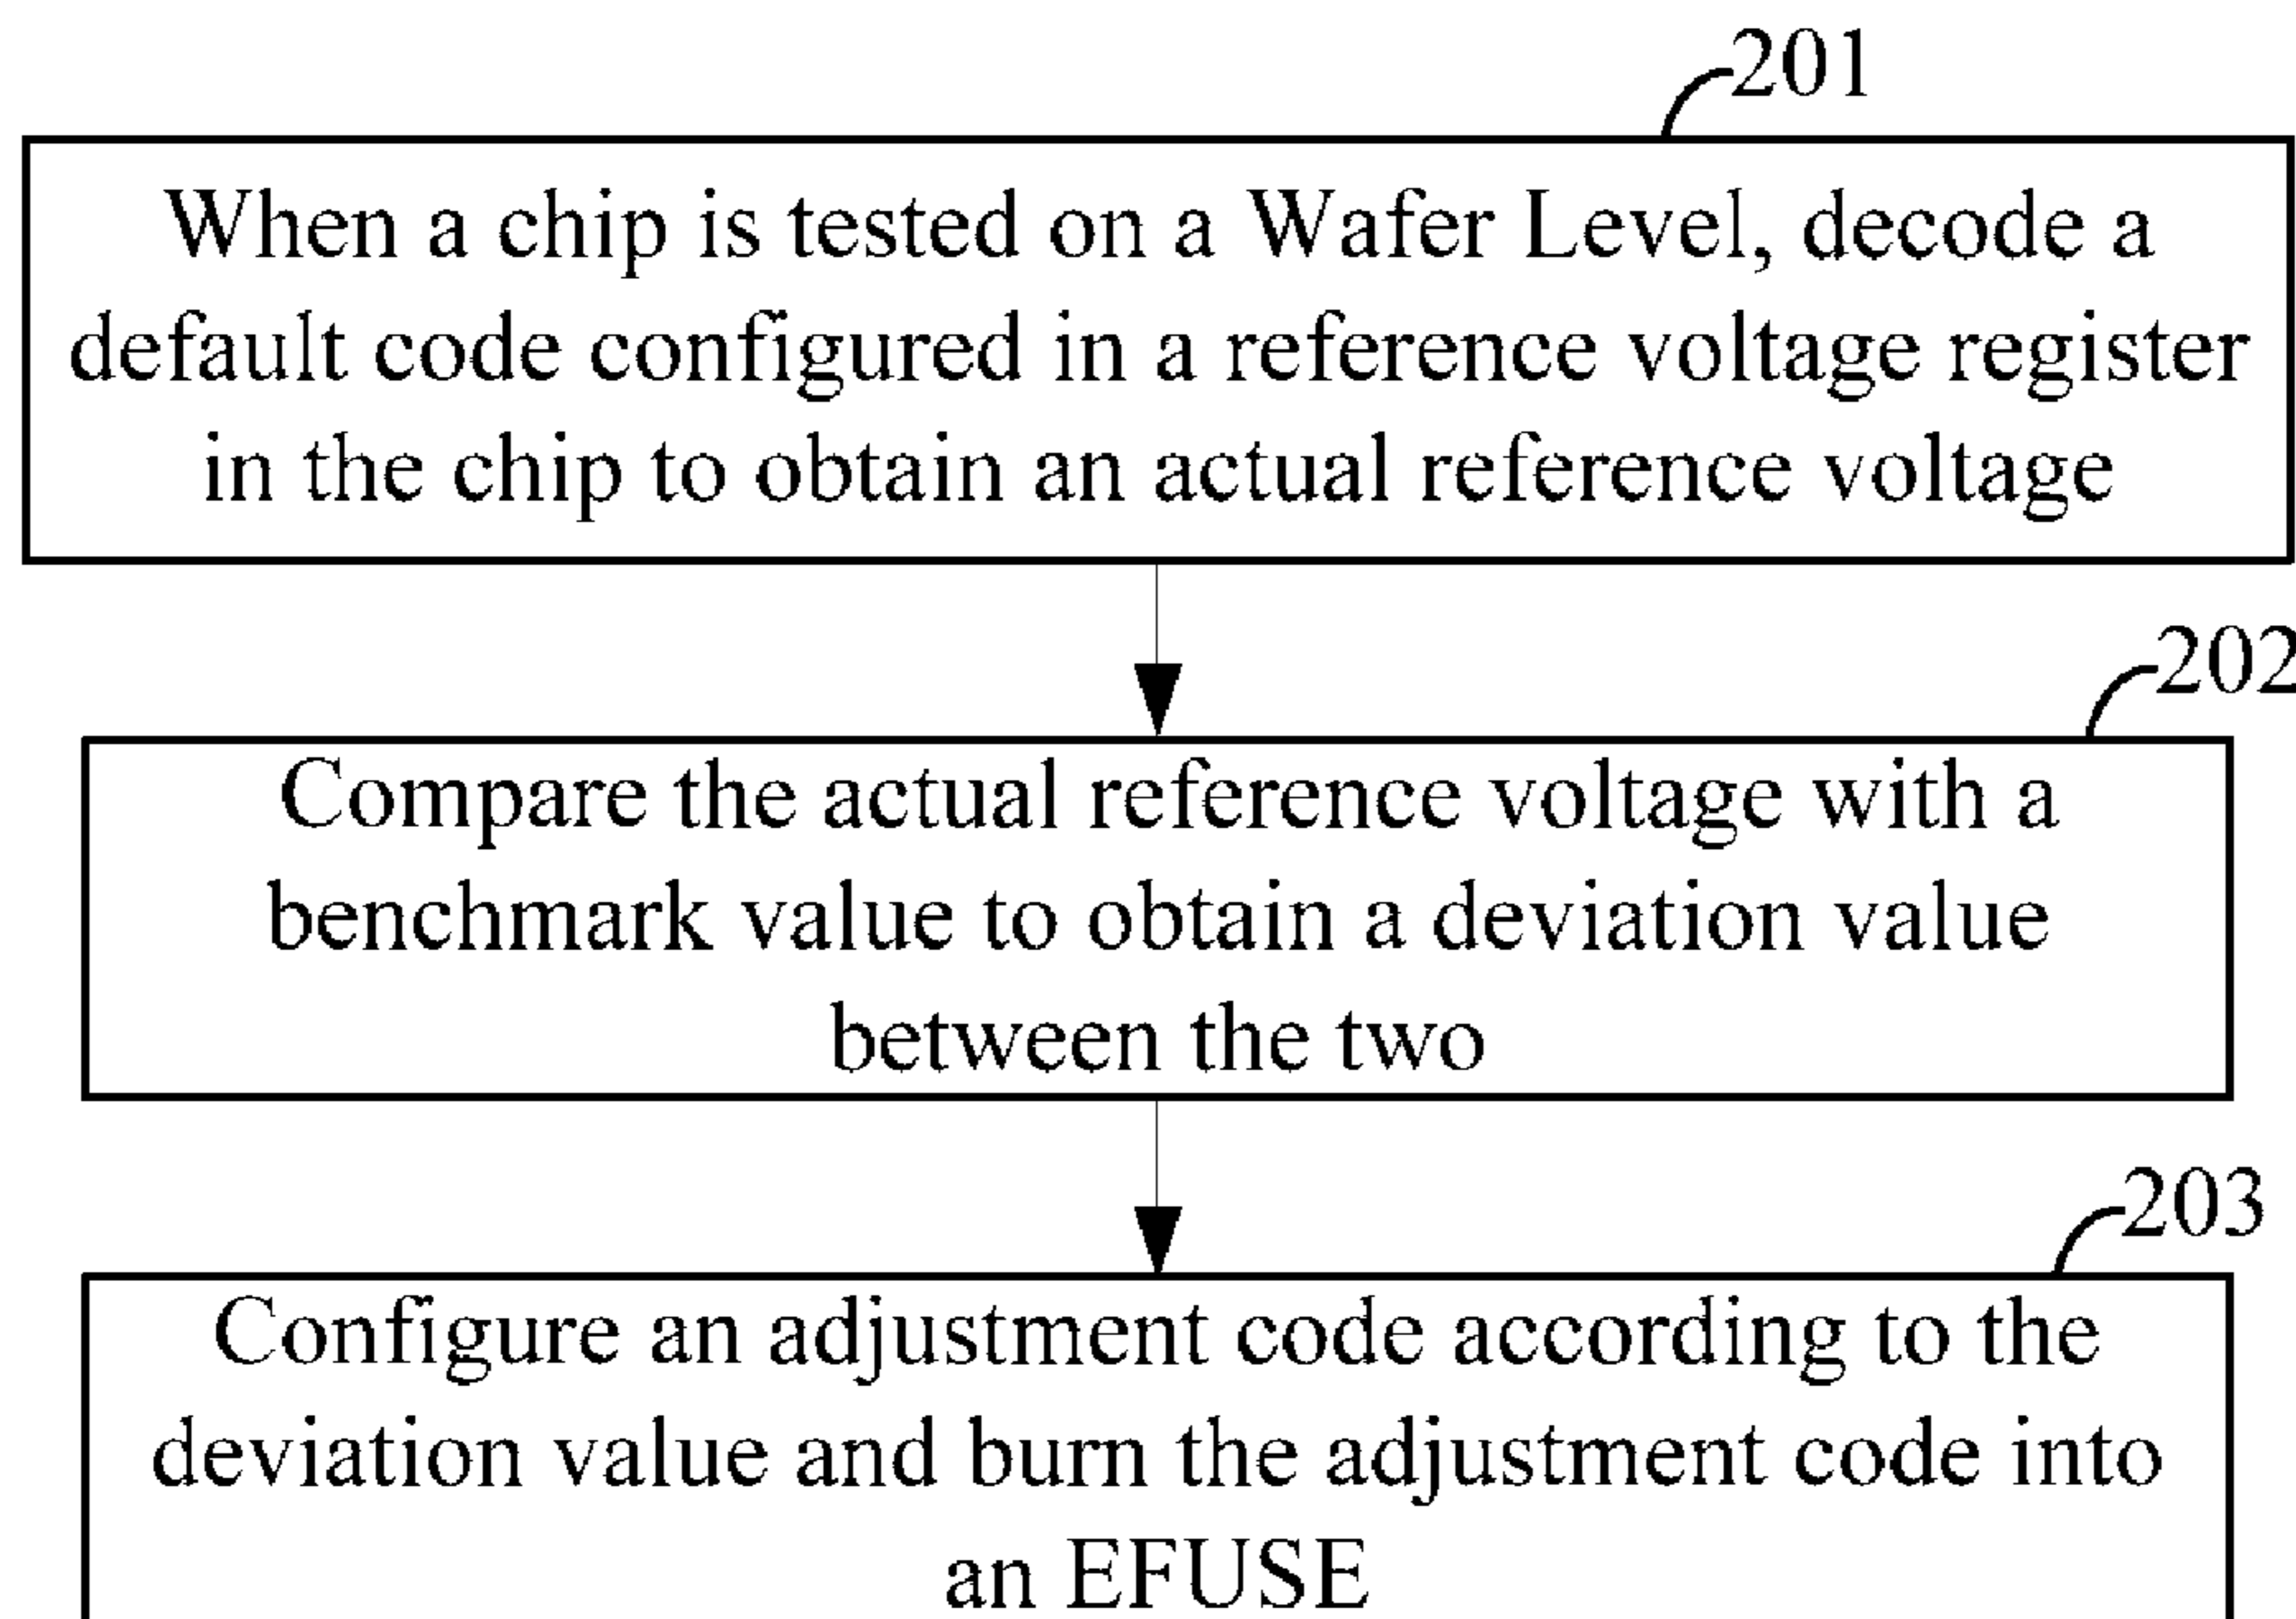 201
When a chip is tested on a Wafer Level, decode a
default code configured in a reference voltage register
in the chip to obtain an actual reference voltage
202
Compare the actual reference voltage with a
benchmark value to obtain a deviation value
between the two
203
Configure an adjustment code according to the
deviation value and burn the adjustment code into
an EFUSE